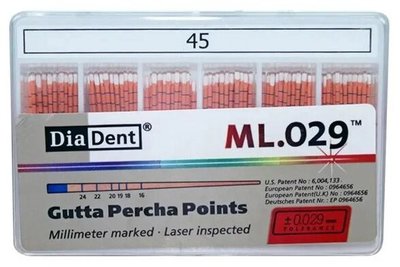 45
DiaDent®
ML.029™
U.S. Patent No : 6,004,133
European Patent No : 0964656
European Patent(U.K) No : 0964656
Deutsches Patent Nr. : EP 0964656
24 22 20 19 18 16
Gutta Percha Points
Millimeter marked · Laser inspected
±0.029 mm
TOLERANCE